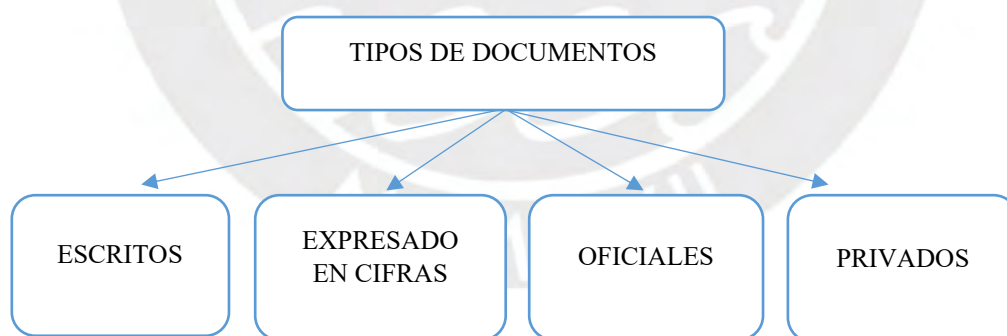 TIPOS DE DOCUMENTOS
ESCRITOS
EXPRESADO
EN CIFRAS
OFICIALES
PRIVADOS